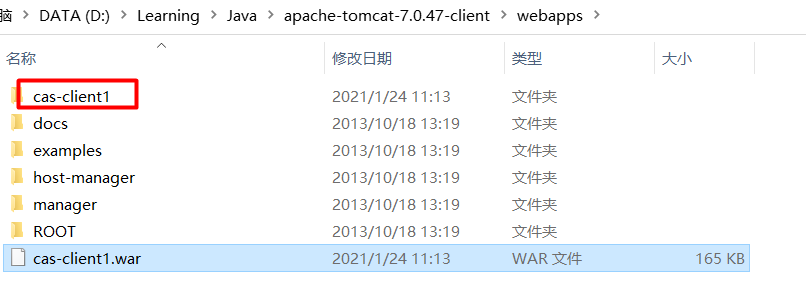 脑 › DATA (D:) › Learning › Java › apache-tomcat-7.0.47-client › webapps ›
名称 修改日期 类型 大小
cas-client1 2021/1/24 11:13 文件夹
docs 2013/10/18 13:19 文件夹
examples 2013/10/18 13:19 文件夹
host-manager 2013/10/18 13:19 文件夹
manager 2013/10/18 13:19 文件夹
ROOT 2013/10/18 13:19 文件夹
cas-client1.war 2021/1/24 11:13 WAR 文件 165 KB